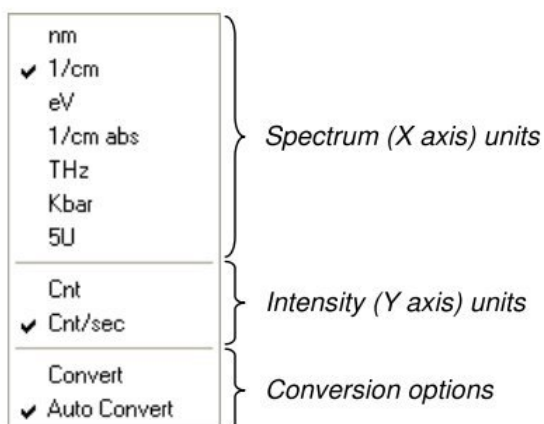 nm
✔ 1/cm
eV
1/cm abs
THz
Kbar
5U
Spectrum (X axis) units
Cnt
✔ Cnt/sec
Intensity (Y axis) units
Convert
✔ Auto Convert
Conversion options